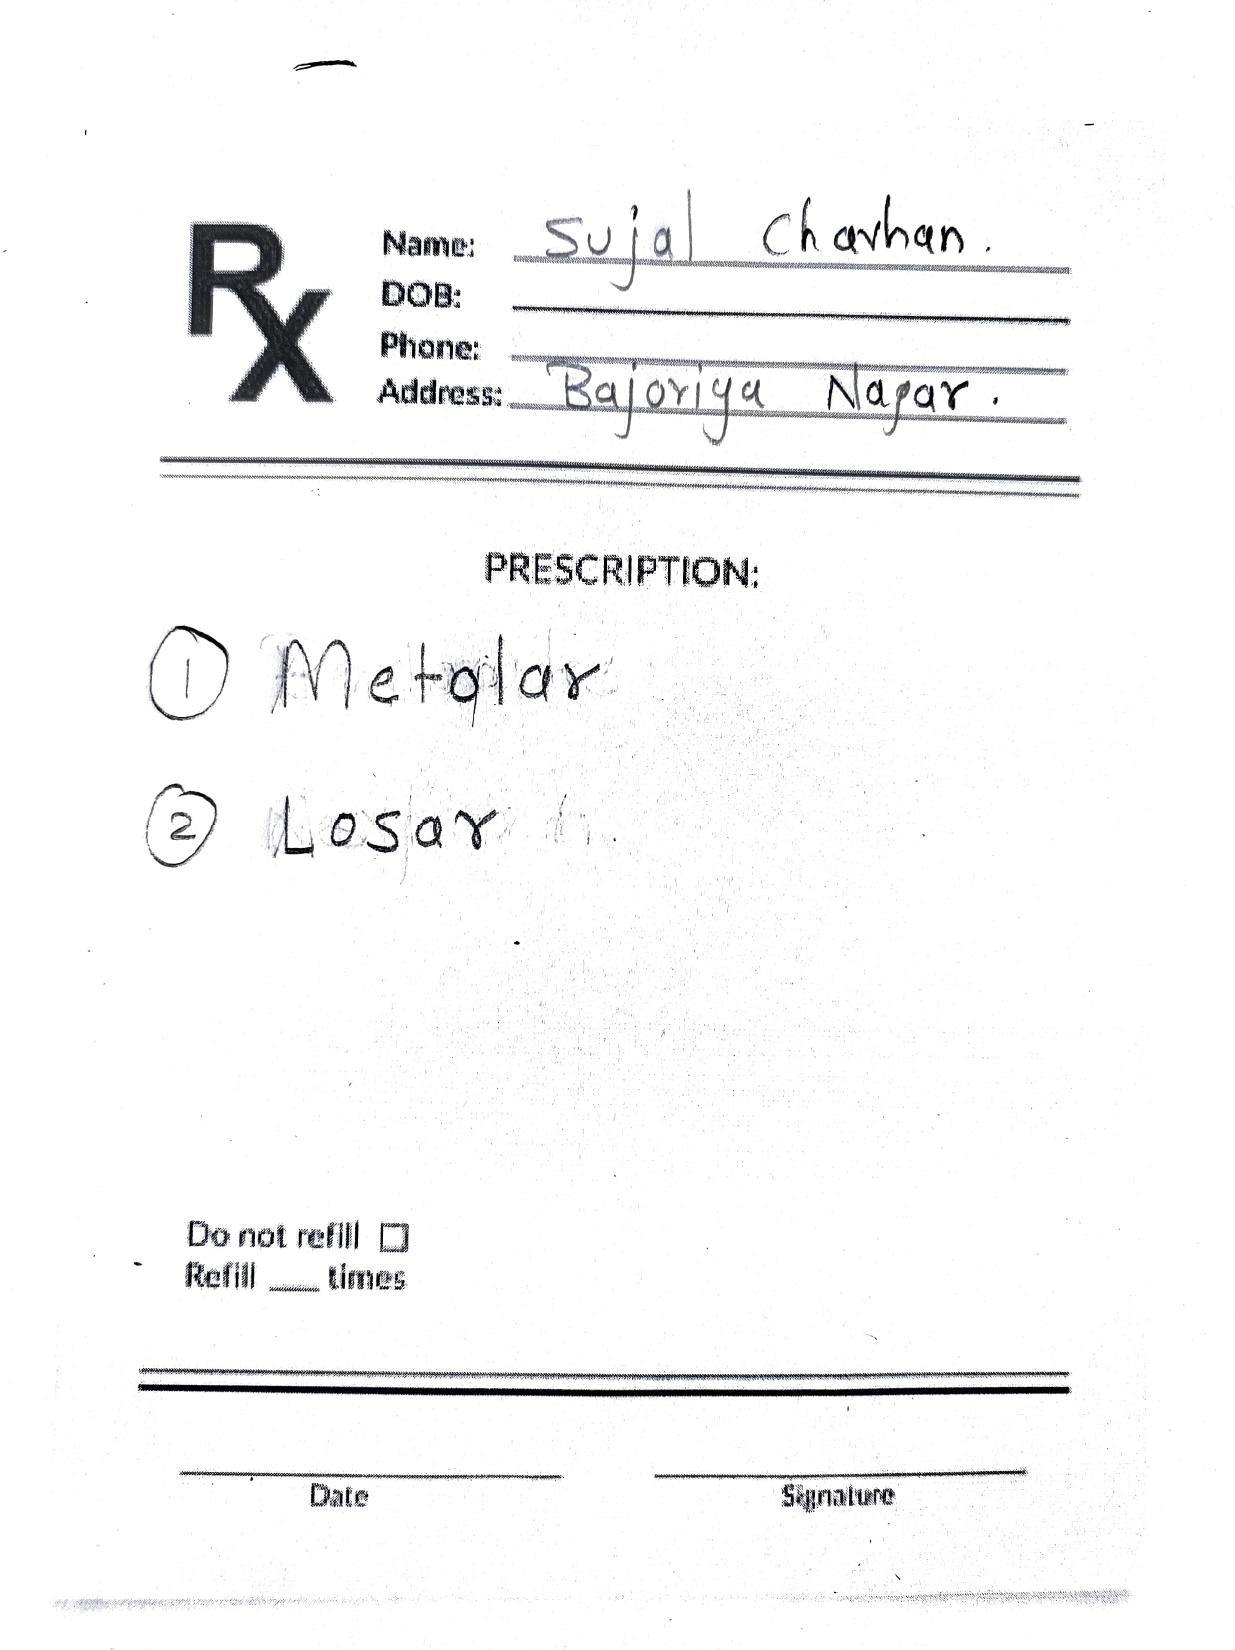 Rx
Name: Sujal Chavhan.
DOB:
Phone:
Address: Bajoriya Nagar.
PRESCRIPTION:
1 Metolar
2 Losar
Do not refill ☐
Refill ___ times
Date Signature